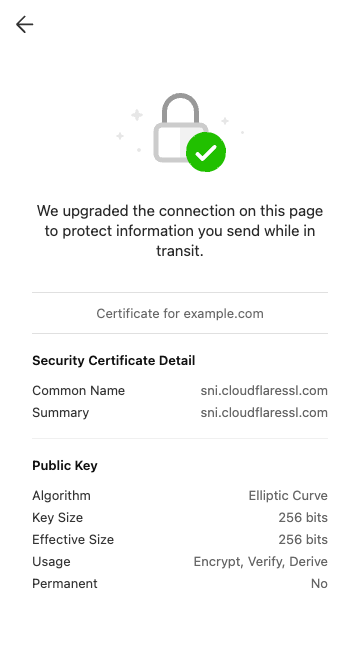 We upgraded the connection on this page
to protect information you send while in
transit.
Certificate for example.com
Security Certificate Detail
Common Name sni.cloudflaressl.com
Summary sni.cloudflaressl.com
Public Key
Algorithm Elliptic Curve
Key Size 256 bits
Effective Size 256 bits
Usage Encrypt, Verify, Derive
Permanent No